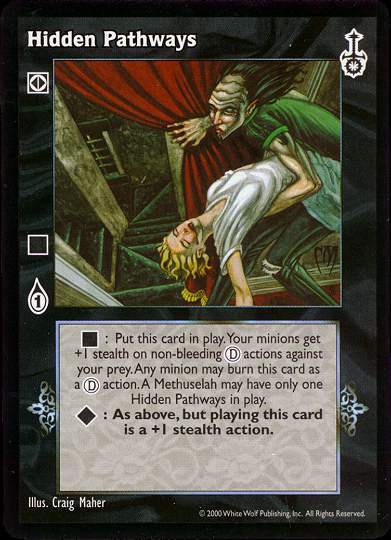 Hidden Pathways
1
: Put this card in play. Your minions get
+1 stealth on non-bleeding D actions against
your prey. Any minion may burn this card as
a D action. A Methuselah may have only one
Hidden Pathways in play.
: As above, but playing this card
is a +1 stealth action.
Illus. Craig Maher
© 2000 White Wolf Publishing, Inc. All Rights Reserved.